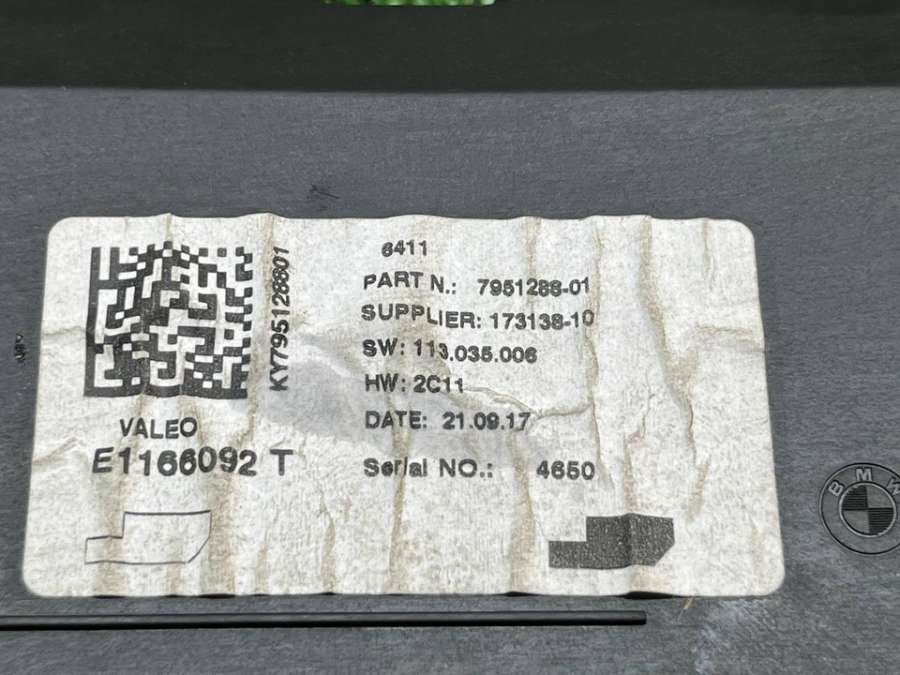 KY795128801
VALEO
E1166092 T
6411
PART N.: 7951288-01
SUPPLIER: 173138-10
SW: 113.035.006
HW: 2C11
DATE: 21.09.17
Serial NO.: 4650
BMW